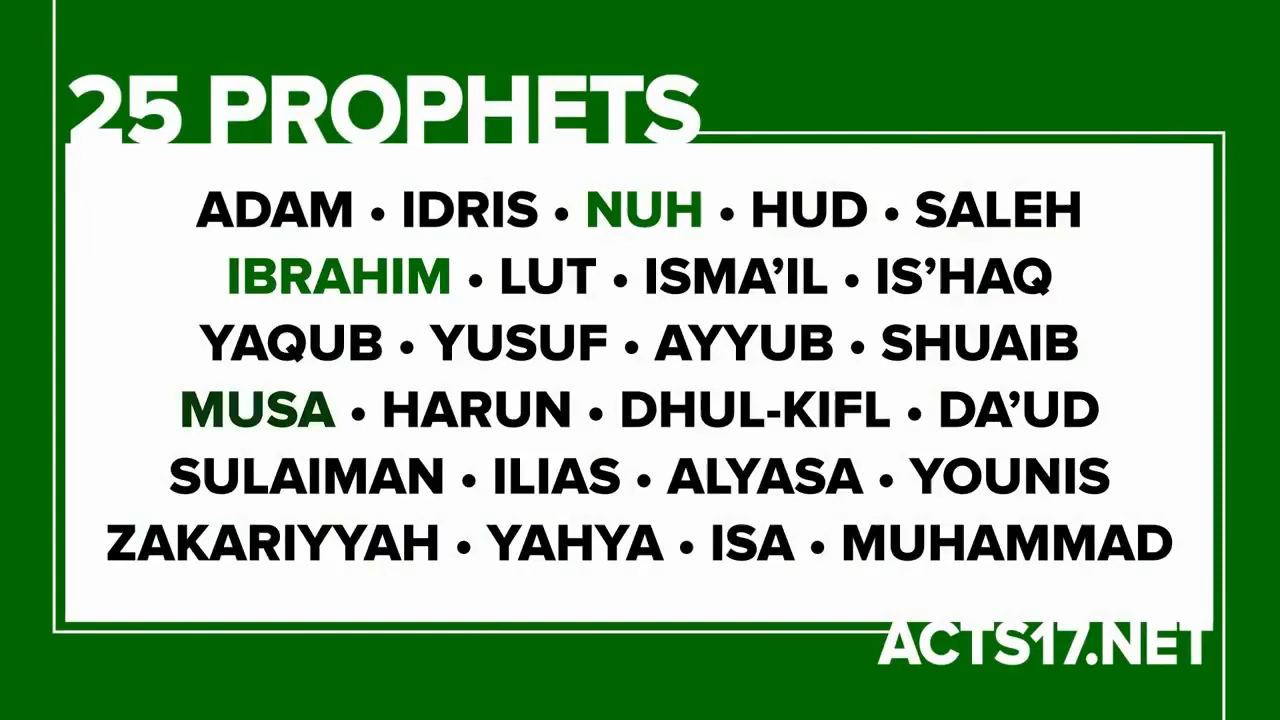 25 PROPHETS
ADAM • IDRIS • NUH • HUD • SALEH
IBRAHIM • LUT • ISMA’IL • IS’HAQ
YAQUB • YUSUF • AYYUB • SHUAIB
MUSA • HARUN • DHUL-KIFL • DA’UD
SULAIMAN • ILIAS • ALYASA • YOUNIS
ZAKARIYYAH • YAHYA • ISA • MUHAMMAD
ACTS17.NET